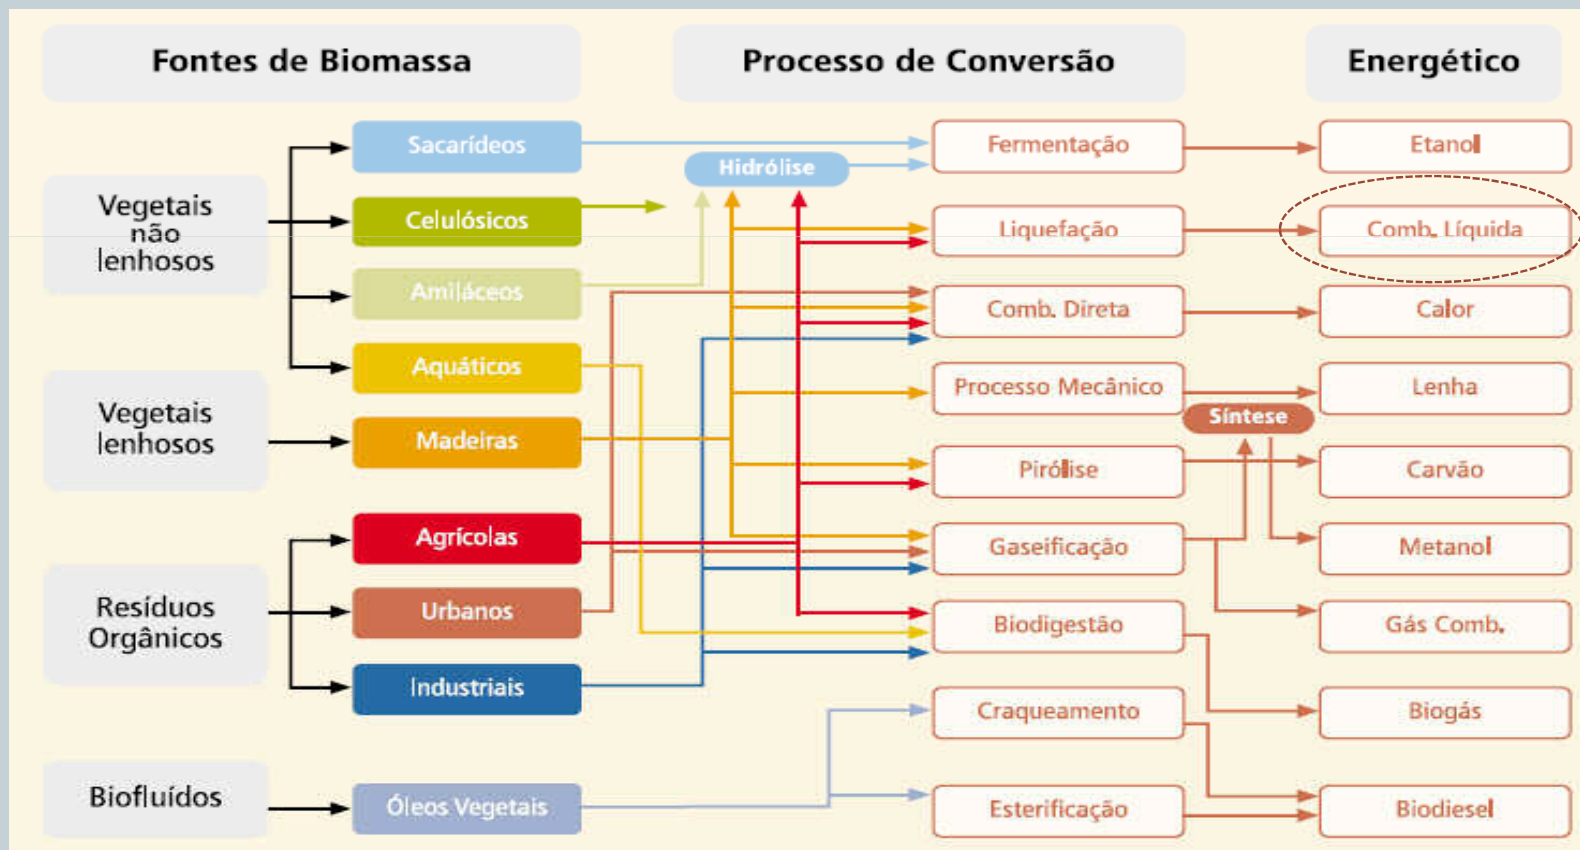 Fontes de Biomassa
Processo de Conversão
Energético
Vegetais
não
lenhosos
Vegetais
lenhosos
Resíduos
Orgânicos
Biofluídos
Sacarídeos
Celulósicos
Amiláceos
Aquáticos
Madeiras
Agrícolas
Urbanos
Industriais
Óleos Vegetais
Hidrólise
Fermentação
Liquefação
Comb. Direta
Processo Mecânico
Pirólise
Gaseificação
Biodigestão
Craqueamento
Esterificação
Síntese
Etanol
Comb. Líquida
Calor
Lenha
Carvão
Metanol
Gás Comb.
Biogás
Biodiesel